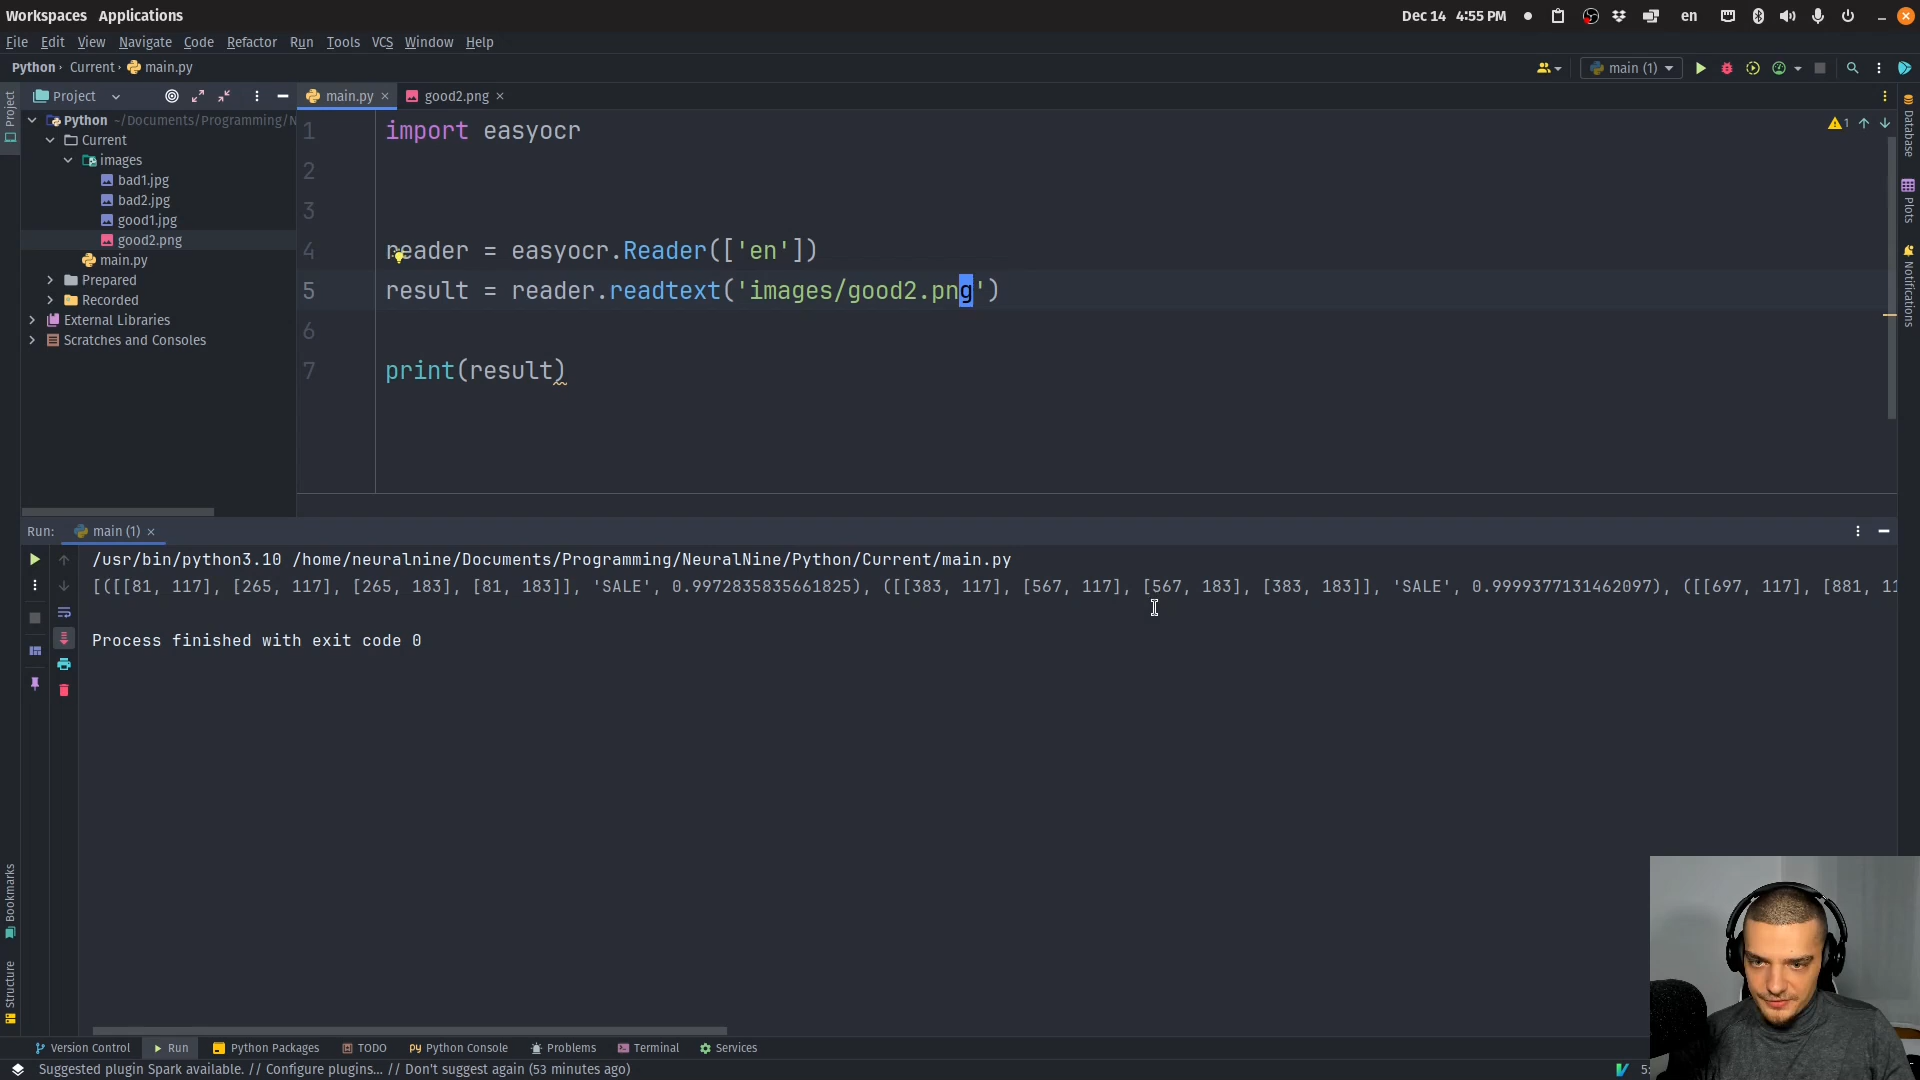 Workspaces Applications
Dec 14 4:55 PM
en
File Edit View Navigate Code Refactor Run Tools VCS Window Help
Python Current main.py
main (1)
Project
main.py
good2.png
Python ~/Documents/Programming/N
Current
images
bad1.jpg
bad2.jpg
good1.jpg
good2.png
main.py
Prepared
Recorded
External Libraries
Scratches and Consoles
1 import easyocr
2
3
4 reader = easyocr.Reader(['en'])
5 result = reader.readtext('images/good2.png')
6
7 print(result)
1
Project
Bookmarks
Structure
Database
Plots
Notifications
Run: main (1)
/usr/bin/python3.10 /home/neuralnine/Documents/Programming/NeuralNine/Python/Current/main.py
[([[81, 117], [265, 117], [265, 183], [81, 183]], 'SALE', 0.9972835835661825), ([[383, 117], [567, 117], [567, 183], [383, 183]], 'SALE', 0.9999377131462097), ([[697, 117], [881, 11
Process finished with exit code 0
Version Control Run Python Packages TODO Python Console Problems Terminal Services
Suggested plugin Spark available. // Configure plugins... // Don't suggest again (53 minutes ago)
5: